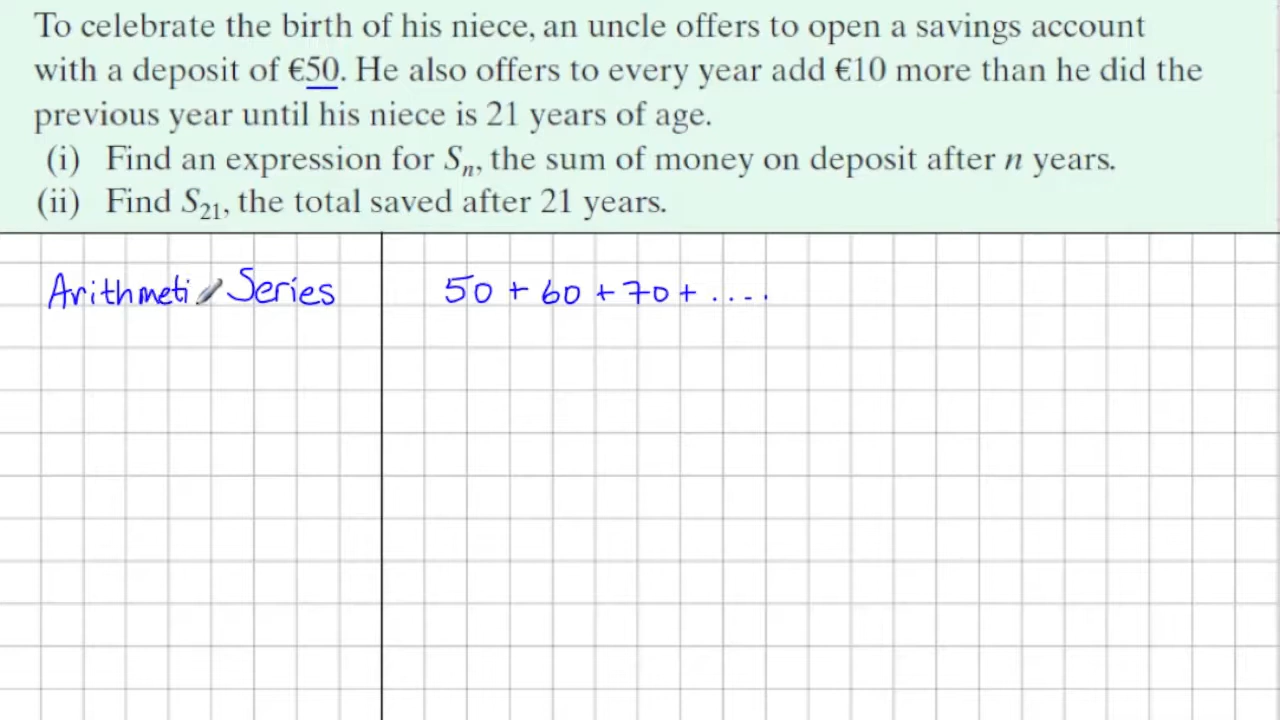 To celebrate the birth of his niece, an uncle offers to open a savings account
with a deposit of €50. He also offers to every year add €10 more than he did the
previous year until his niece is 21 years of age.
(i) Find an expression for Sn, the sum of money on deposit after n years.
(ii) Find S21, the total saved after 21 years.
Arithmeti Series 50 + 60 + 70 + .....